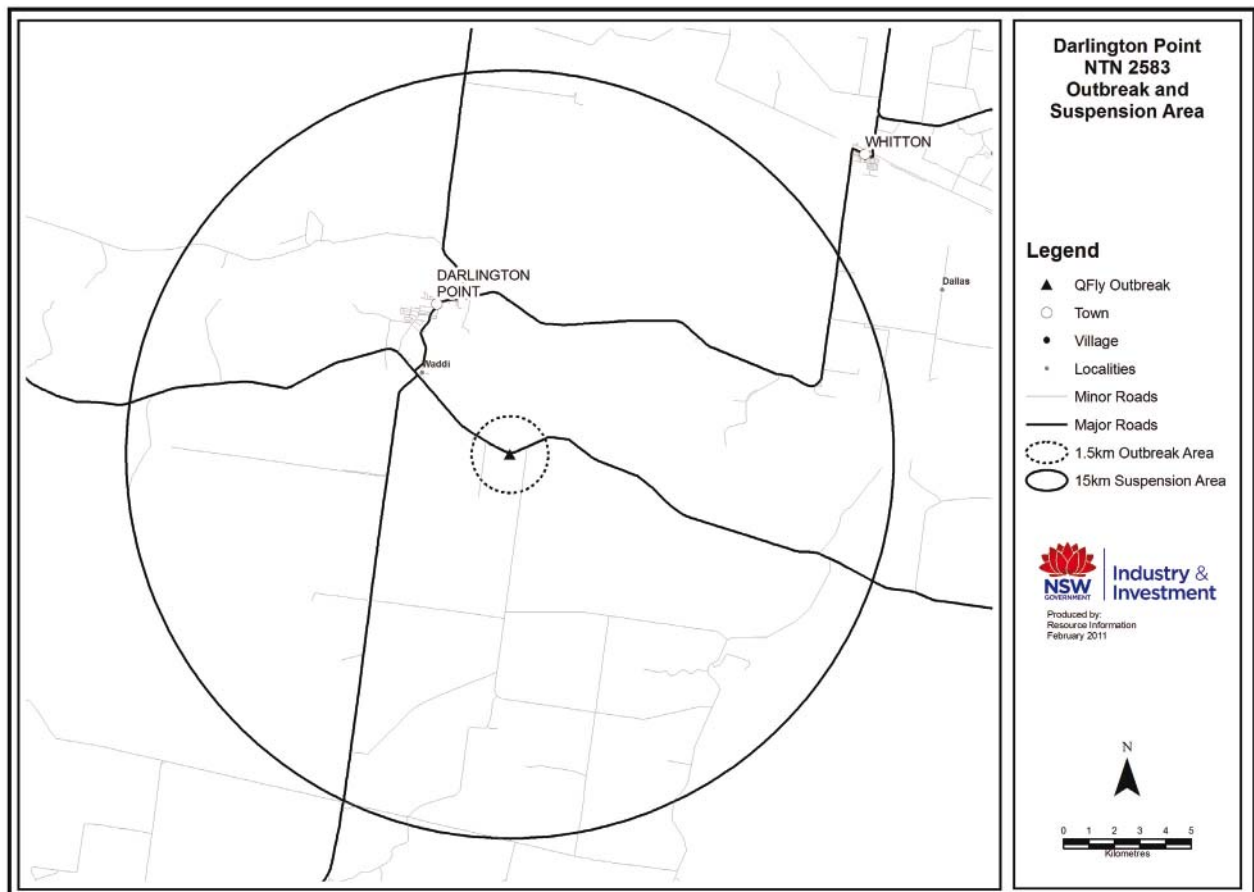 Darlington Point
NTN 2583
Outbreak and
Suspension Area
WHITTON
Dallas
DARLINGTON
POINT
Waddi
Legend
QFly Outbreak
Town
Village
Localities
Minor Roads
Major Roads
1.5km Outbreak Area
15km Suspension Area
NSW
GOVERNMENT
Industry &
Investment
Produced by:
Resource Information
February 2011
N
0 1 2 3 4 5
Kilometres